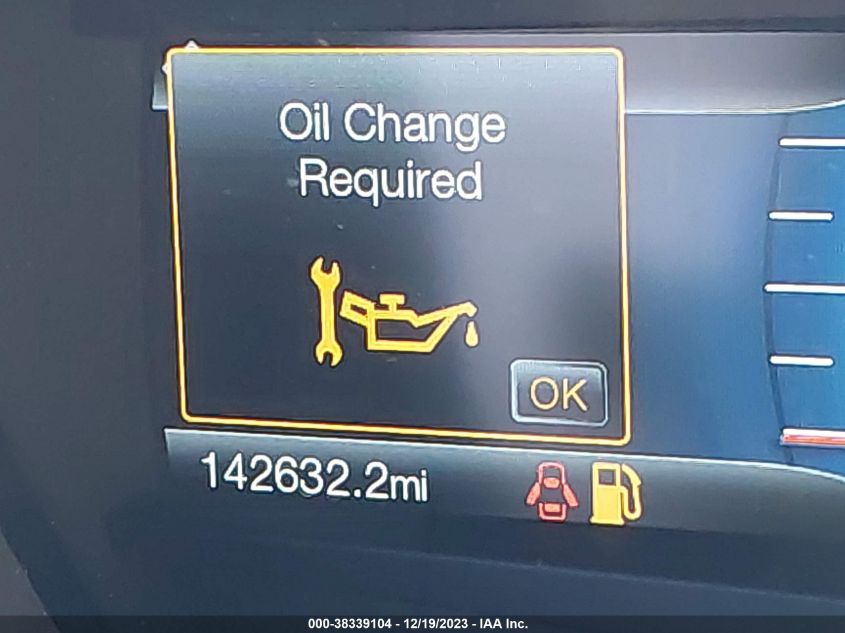 Oil Change
Required
OK
142632.2mi
000-38339104 - 12/19/2023 - IAA Inc.